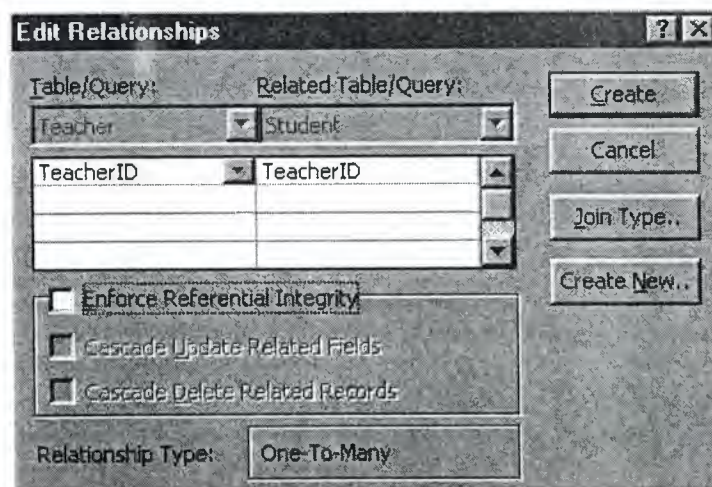 Edit Relationships
Table/Query: Related Table/Query:
Teacher Student
TeacherID TeacherID
Enforce Referential Integrity
Cascade Update Related Fields
Cascade Delete Related Records
Relationship Type: One-To-Many
Create
Cancel
Join Type..
Create New..